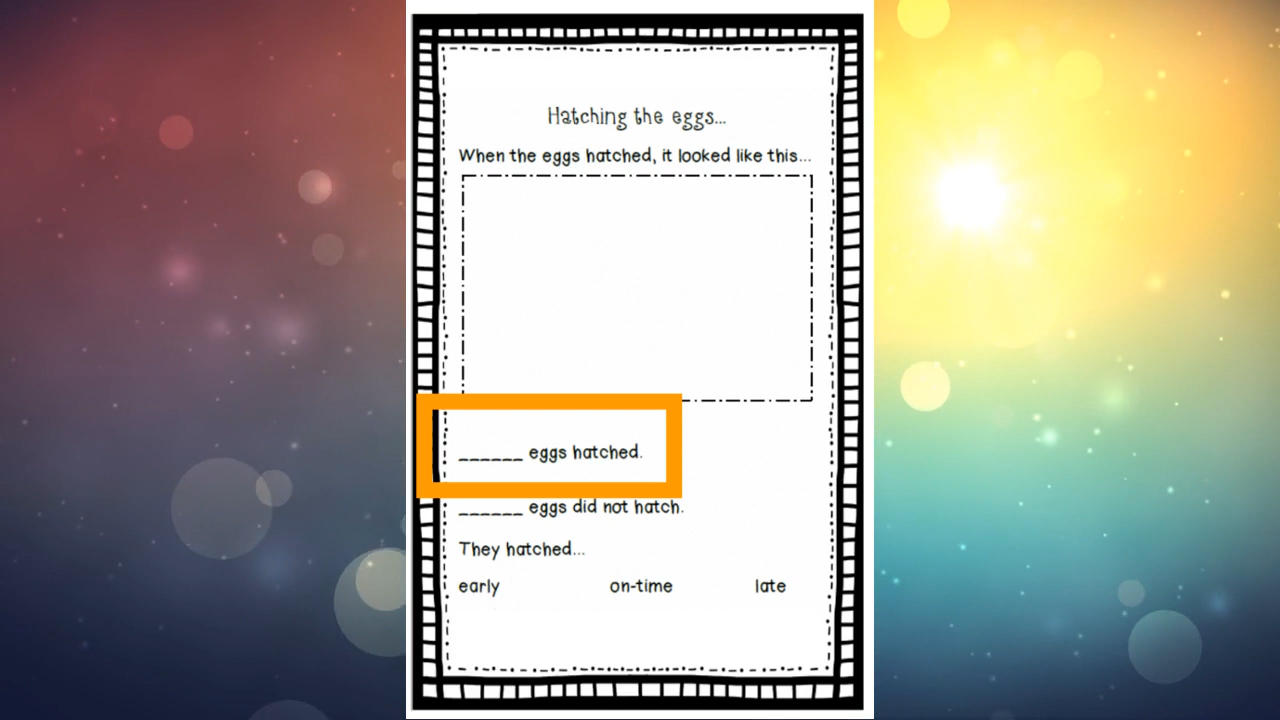 Hatching the eggs...
When the eggs hatched, it looked like this...
______ eggs hatched.
______ eggs did not hatch.
They hatched...
early on-time late